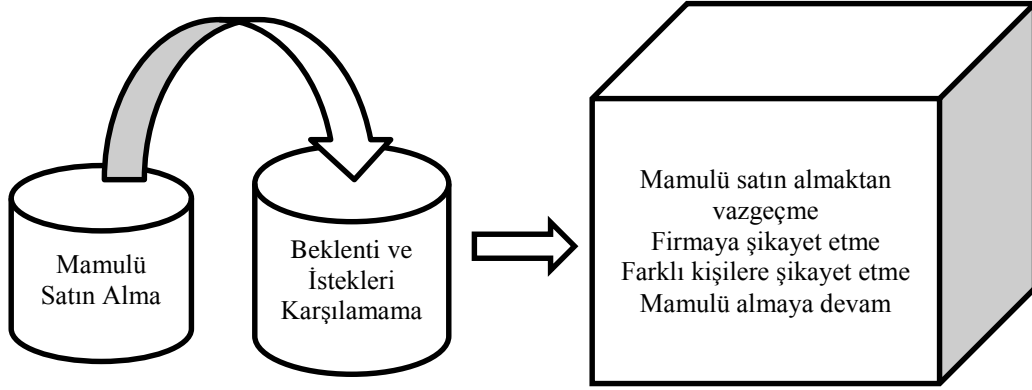 Mamulü
Satın Alma
Beklenti ve
İstekleri
Karşılamama
Mamulü satın almaktan
vazgeçme
Firmaya şikayet etme
Farklı kişilere şikayet etme
Mamulü almaya devam